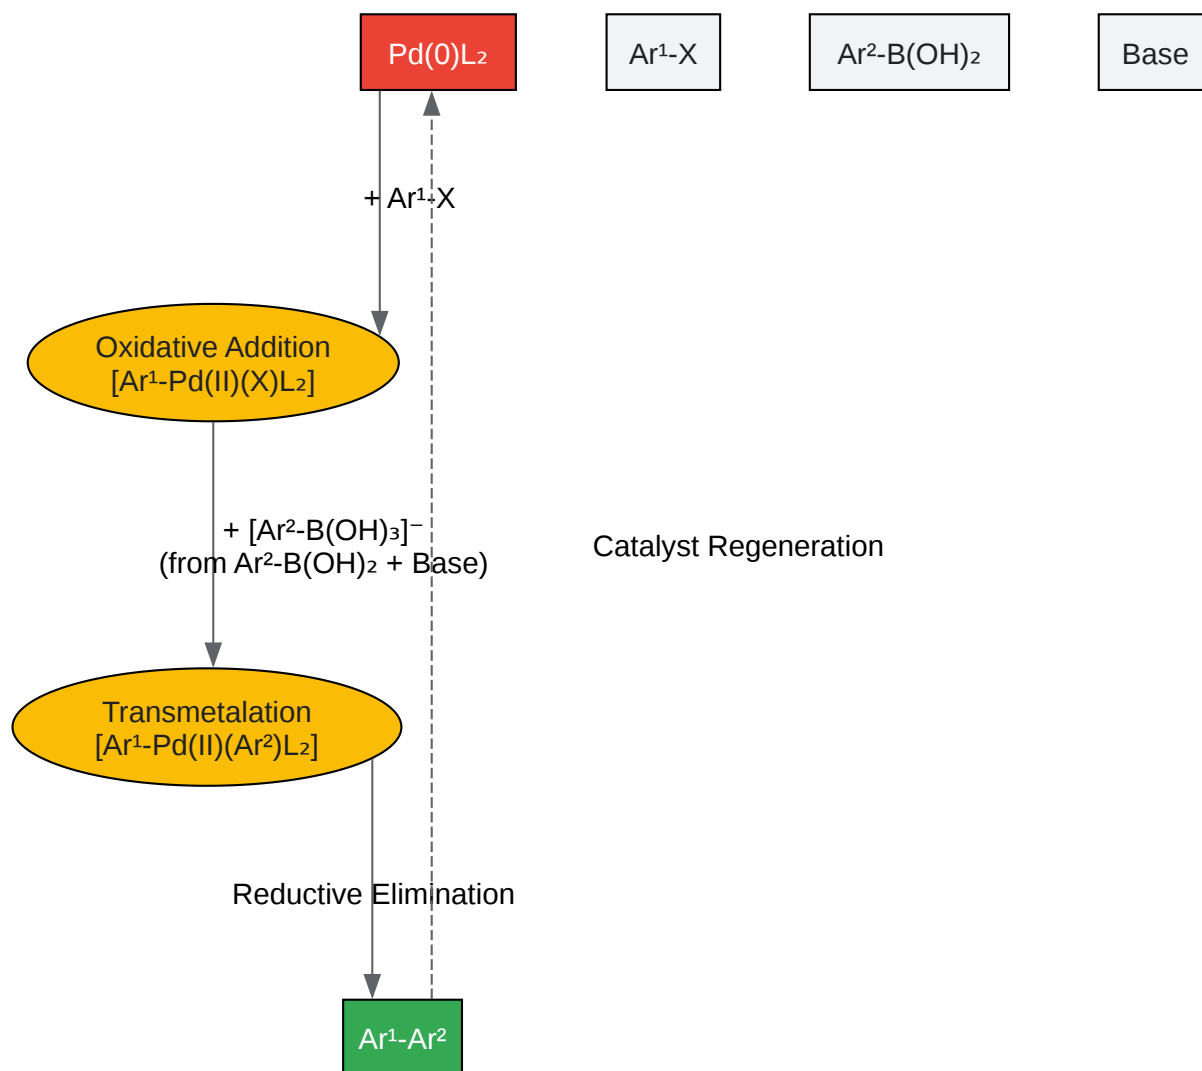 Pd(0)L₂
Ar¹-X
Ar²-B(OH)₂
Base
+ Ar¹-X
Oxidative Addition
[Ar¹-Pd(II)(X)L₂]
+ [Ar²-B(OH)₃]⁻
(from Ar²-B(OH)₂ + Base)
Catalyst Regeneration
Transmetalation
[Ar¹-Pd(II)(Ar²)L₂]
Reductive Elimination
Ar¹-Ar²